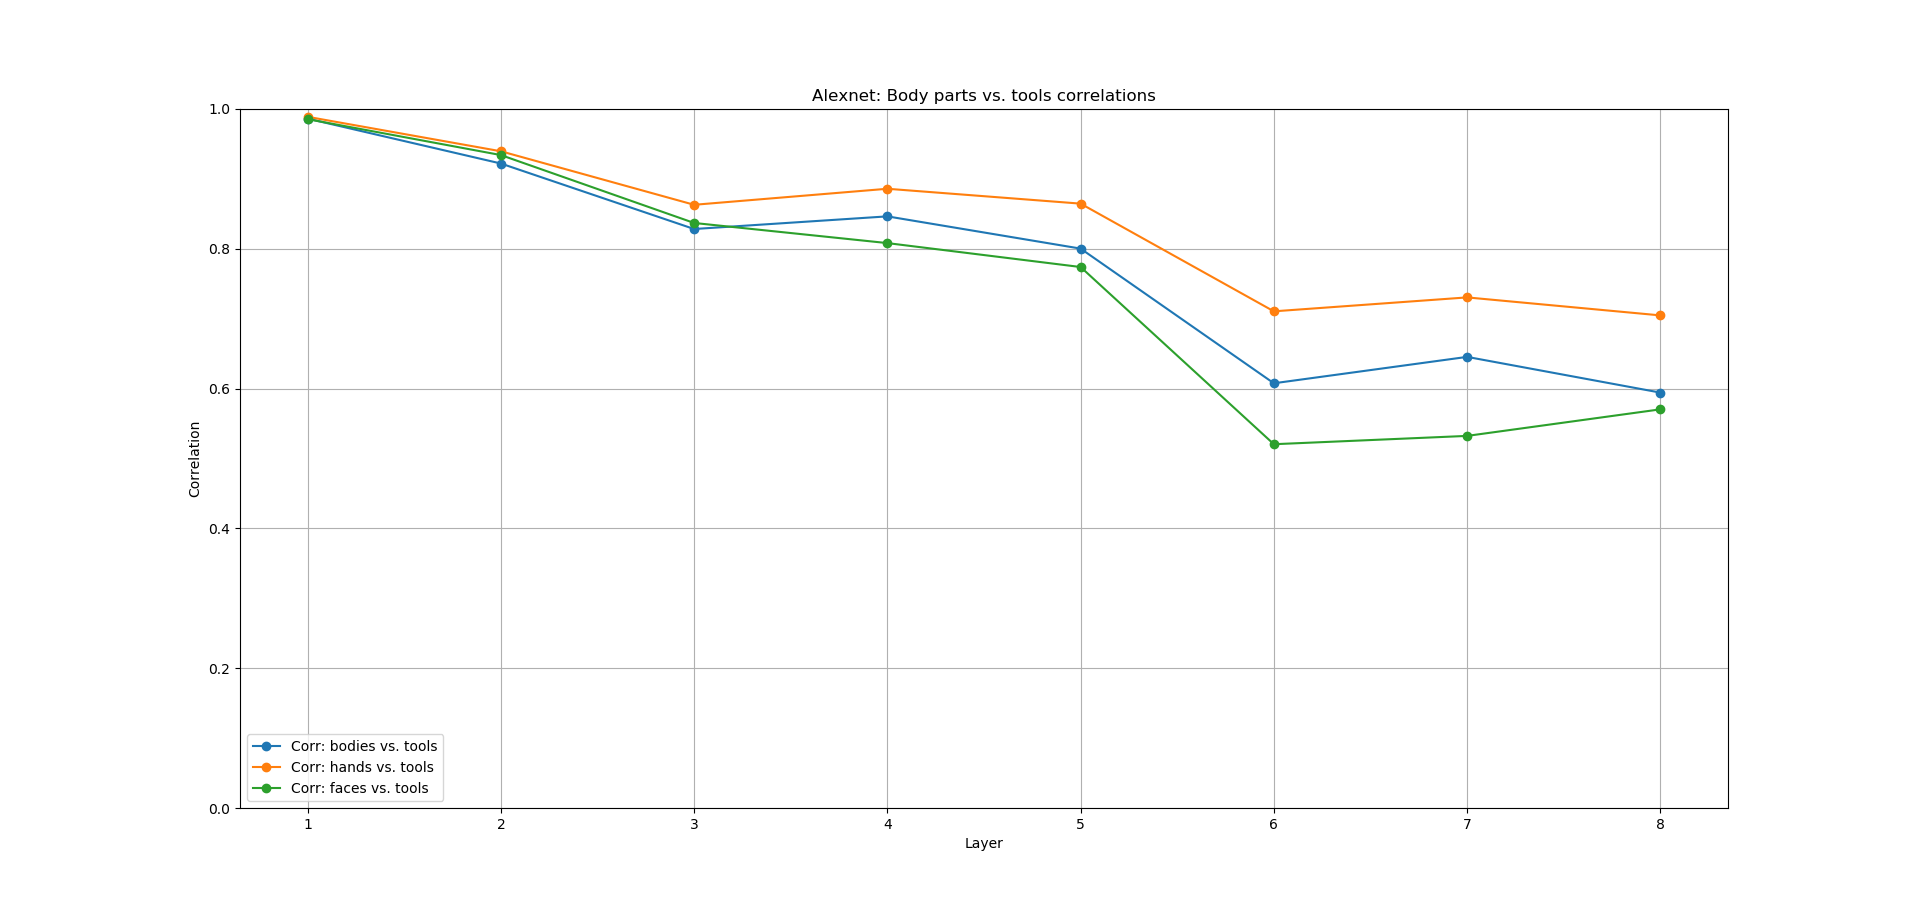 Alexnet: Body parts vs. tools correlations
1.0
0.8
0.6
0.4
0.2
0.0
Correlation
Corr: bodies vs. tools
Corr: hands vs. tools
Corr: faces vs. tools
1 2 3 4 5 6 7 8
Layer